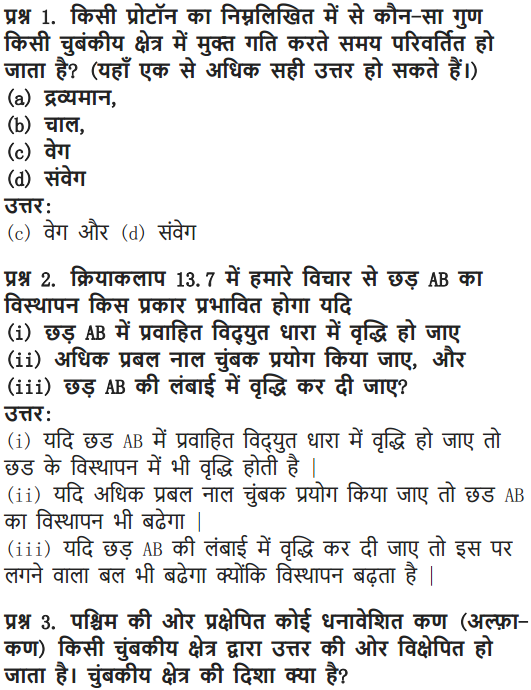 प्रश्न 1. किसी प्रोटॉन का निम्नलिखित में से कौन-सा गुण
किसी चुबंकीय क्षेत्र में मुक्त गति करते समय परिवर्तित हो
जाता है? (यहाँ एक से अधिक सही उत्तर हो सकते हैं।)
(a) द्रव्यमान,
(b) चाल,
(c) वेग
(d) संवेग
उत्तर:
(c) वेग और (d) संवेग
प्रश्न 2. क्रियाकलाप 13.7 में हमारे विचार से छड़ AB का
विस्थापन किस प्रकार प्रभावित होगा यदि
(i) छड़ AB में प्रवाहित विद्युत धारा में वृद्धि हो जाए
(ii) अधिक प्रबल नाल चुंबक प्रयोग किया जाए, और
(iii) छड़ AB की लंबाई में वृद्धि कर दी जाए?
उत्तर:
(i) यदि छड AB में प्रवाहित विद्युत धारा में वृद्धि हो जाए तो
छड के विस्थापन में भी वृद्धि होती है |
(ii) यदि अधिक प्रबल नाल चुंबक प्रयोग किया जाए तो छड AB
का विस्थापन भी बढेगा |
(iii) यदि छड़ AB की लंबाई में वृद्धि कर दी जाए तो इस पर
लगने वाला बल भी बढेगा क्योंकि विस्थापन बढ़ता है |
प्रश्न 3. पश्चिम की ओर प्रक्षेपित कोई धनावेशित कण (अल्फ़ा-
कण) किसी चुंबकीय क्षेत्र द्वारा उत्तर की ओर विक्षेपित हो
जाता है। चुंबकीय क्षेत्र की दिशा क्या है?